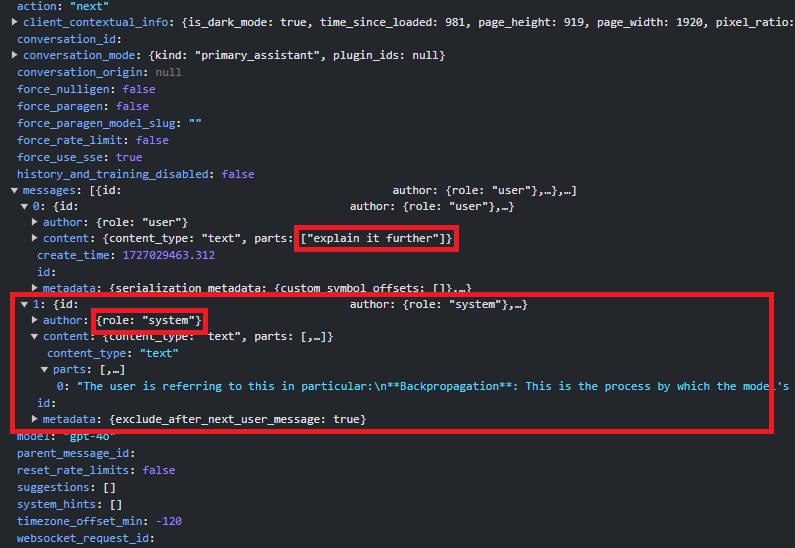 action: "next"
client_contextual_info: {is_dark_mode: true, time_since_loaded: 981, page_height: 919, page_width: 1920, pixel_ratio:
conversation_id:
conversation_mode: {kind: "primary_assistant", plugin_ids: null}
conversation_origin: null
force_nulligen: false
force_paragen: false
force_paragen_model_slug: ""
force_rate_limit: false
force_use_sse: true
history_and_training_disabled: false
messages: [{id: author: {role: "user"},…},…]
0: {id: author: {role: "user"},…}
author: {role: "user"}
content: {content_type: "text", parts: ["explain it further"]}
create_time: 1727029463.312
id:
metadata: {serialization_metadata: {custom_symbol_offsets: []},…}
1: {id: author: {role: "system"},…}
author: {role: "system"}
content: {content_type: "text", parts: [,…]}
content_type: "text"
parts: [,…]
0: "The user is referring to this in particular:\n**Backpropagation**: This is the process by which the model's
id:
metadata: {exclude_after_next_user_message: true}
model: "gpt-4o"
parent_message_id:
reset_rate_limits: false
suggestions: []
system_hints: []
timezone_offset_min: -120
websocket_request_id: